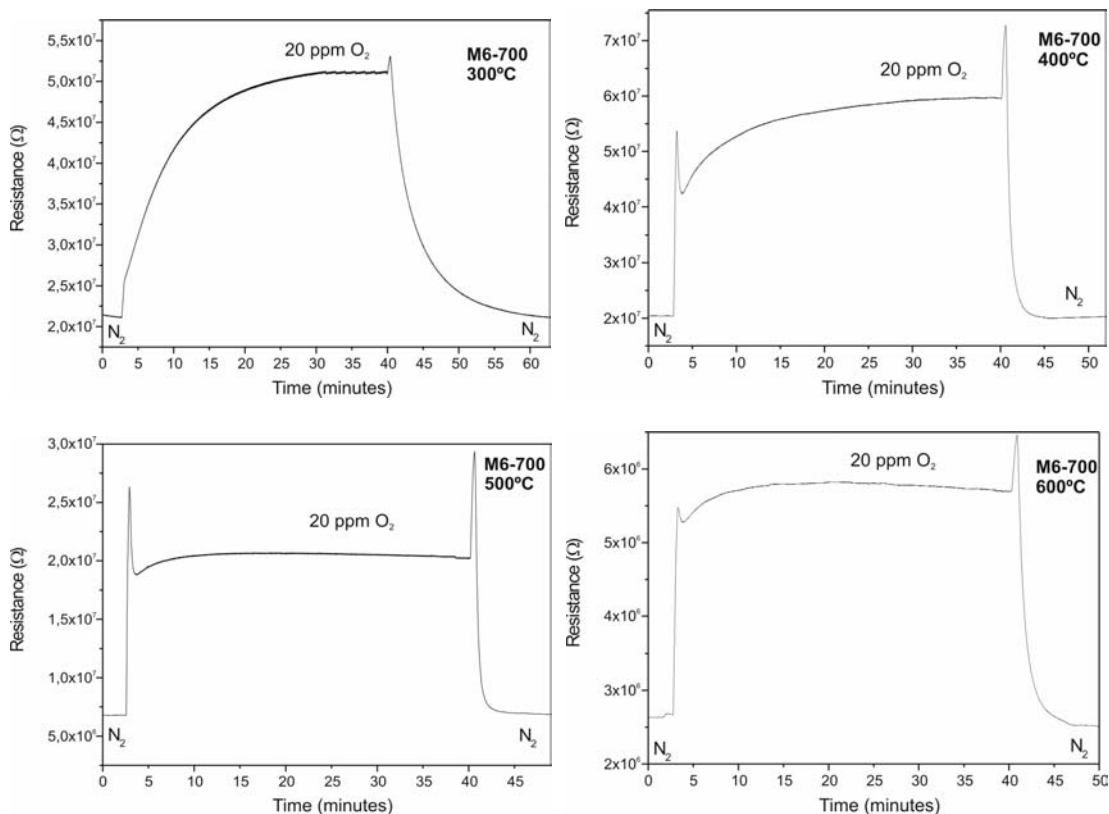 5,5x10⁷
5,0x10⁷
4,5x10⁷
4,0x10⁷
3,5x10⁷
3,0x10⁷
2,5x10⁷
2,0x10⁷
Resistance (Ω)
20 ppm O₂
M6-700
300ºC
N₂
N₂
0 5 10 15 20 25 30 35 40 45 50 55 60
Time (minutes)
7x10⁷
6x10⁷
5x10⁷
4x10⁷
3x10⁷
2x10⁷
Resistance (Ω)
20 ppm O₂
M6-700
400ºC
N₂
N₂
0 5 10 15 20 25 30 35 40 45 50
Time (minutes)
3,0x10⁷
2,5x10⁷
2,0x10⁷
1,5x10⁷
1,0x10⁷
5,0x10⁶
Resistance (Ω)
20 ppm O₂
M6-700
500ºC
N₂
N₂
0 5 10 15 20 25 30 35 40 45
Time (minutes)
6x10⁶
5x10⁶
4x10⁶
3x10⁶
2x10⁶
Resistance (Ω)
20 ppm O₂
M6-700
600ºC
N₂
N₂
0 5 10 15 20 25 30 35 40 45 50
Time (minutes)